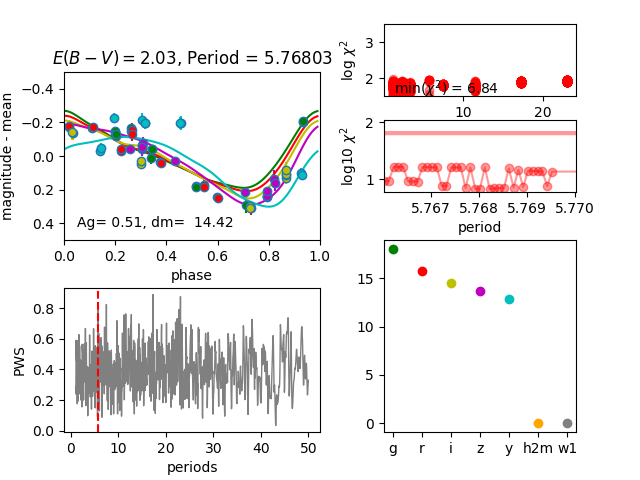 E(B − V) = 2.03, Period = 5.76803
−0.4
−0.2
0.0
0.2
0.4
magnitude - mean
Ag= 0.51, dm=  14.42
0.0 0.2 0.4 0.6 0.8 1.0
phase
3
2
log χ²
min(χ²) = 6.84
10 20
2
1
log10 χ²
5.767 5.768 5.769 5.770
period
0.8
0.6
0.4
0.2
0.0
PWS
0 10 20 30 40 50
periods
15
10
5
0
g r i z y h2m w1